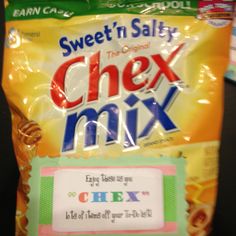 EARN CASH
Sweet'n Salty
The Original
Chex
mix
Enjoy these as you
"CHEX"
lots of items off your To-Do list!